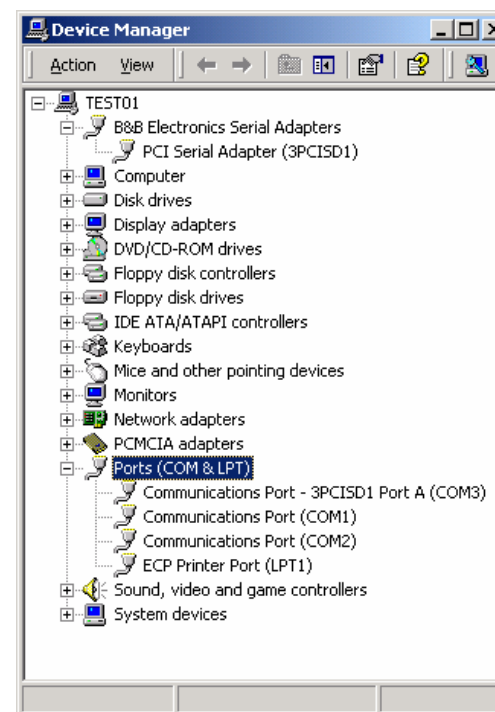 Device Manager
Action View
TEST01
B&B Electronics Serial Adapters
PCI Serial Adapter (3PCISD1)
Computer
Disk drives
Display adapters
DVD/CD-ROM drives
Floppy disk controllers
Floppy disk drives
IDE ATA/ATAPI controllers
Keyboards
Mice and other pointing devices
Monitors
Network adapters
PCMCIA adapters
Ports (COM & LPT)
Communications Port - 3PCISD1 Port A (COM3)
Communications Port (COM1)
Communications Port (COM2)
ECP Printer Port (LPT1)
Sound, video and game controllers
System devices